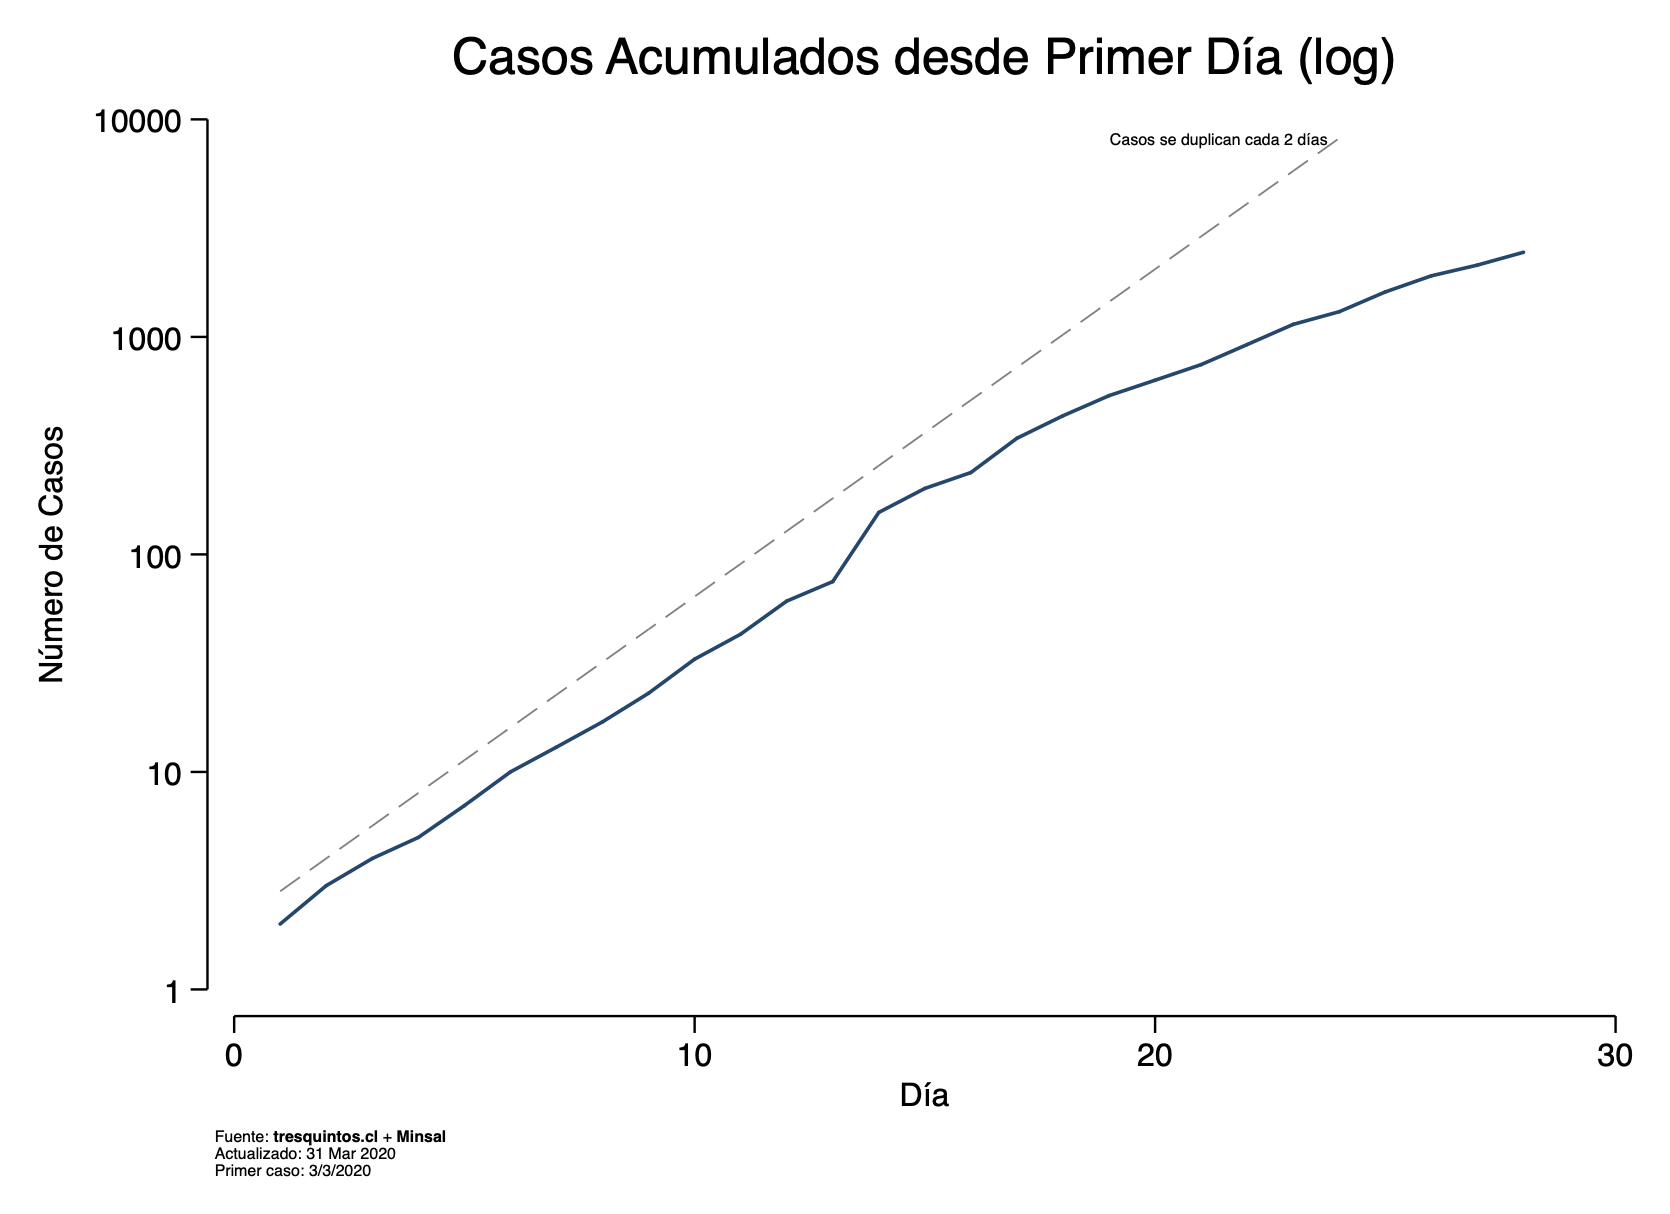 Casos Acumulados desde Primer Día (log)
10000
Casos se duplican cada 2 días
1000
100
10
1
Número de Casos
0 10 20 30
Día
Fuente: tresquintos.cl + Minsal
Actualizado: 31 Mar 2020
Primer caso: 3/3/2020